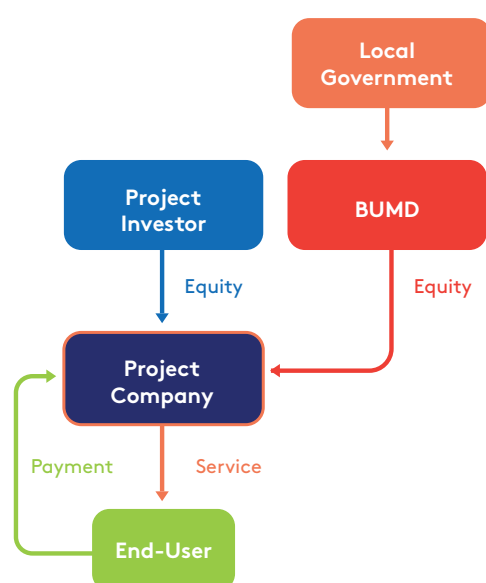 Local
Government
Project
Investor
BUMD
Equity
Equity
Project
Company
Payment
Service
End-User